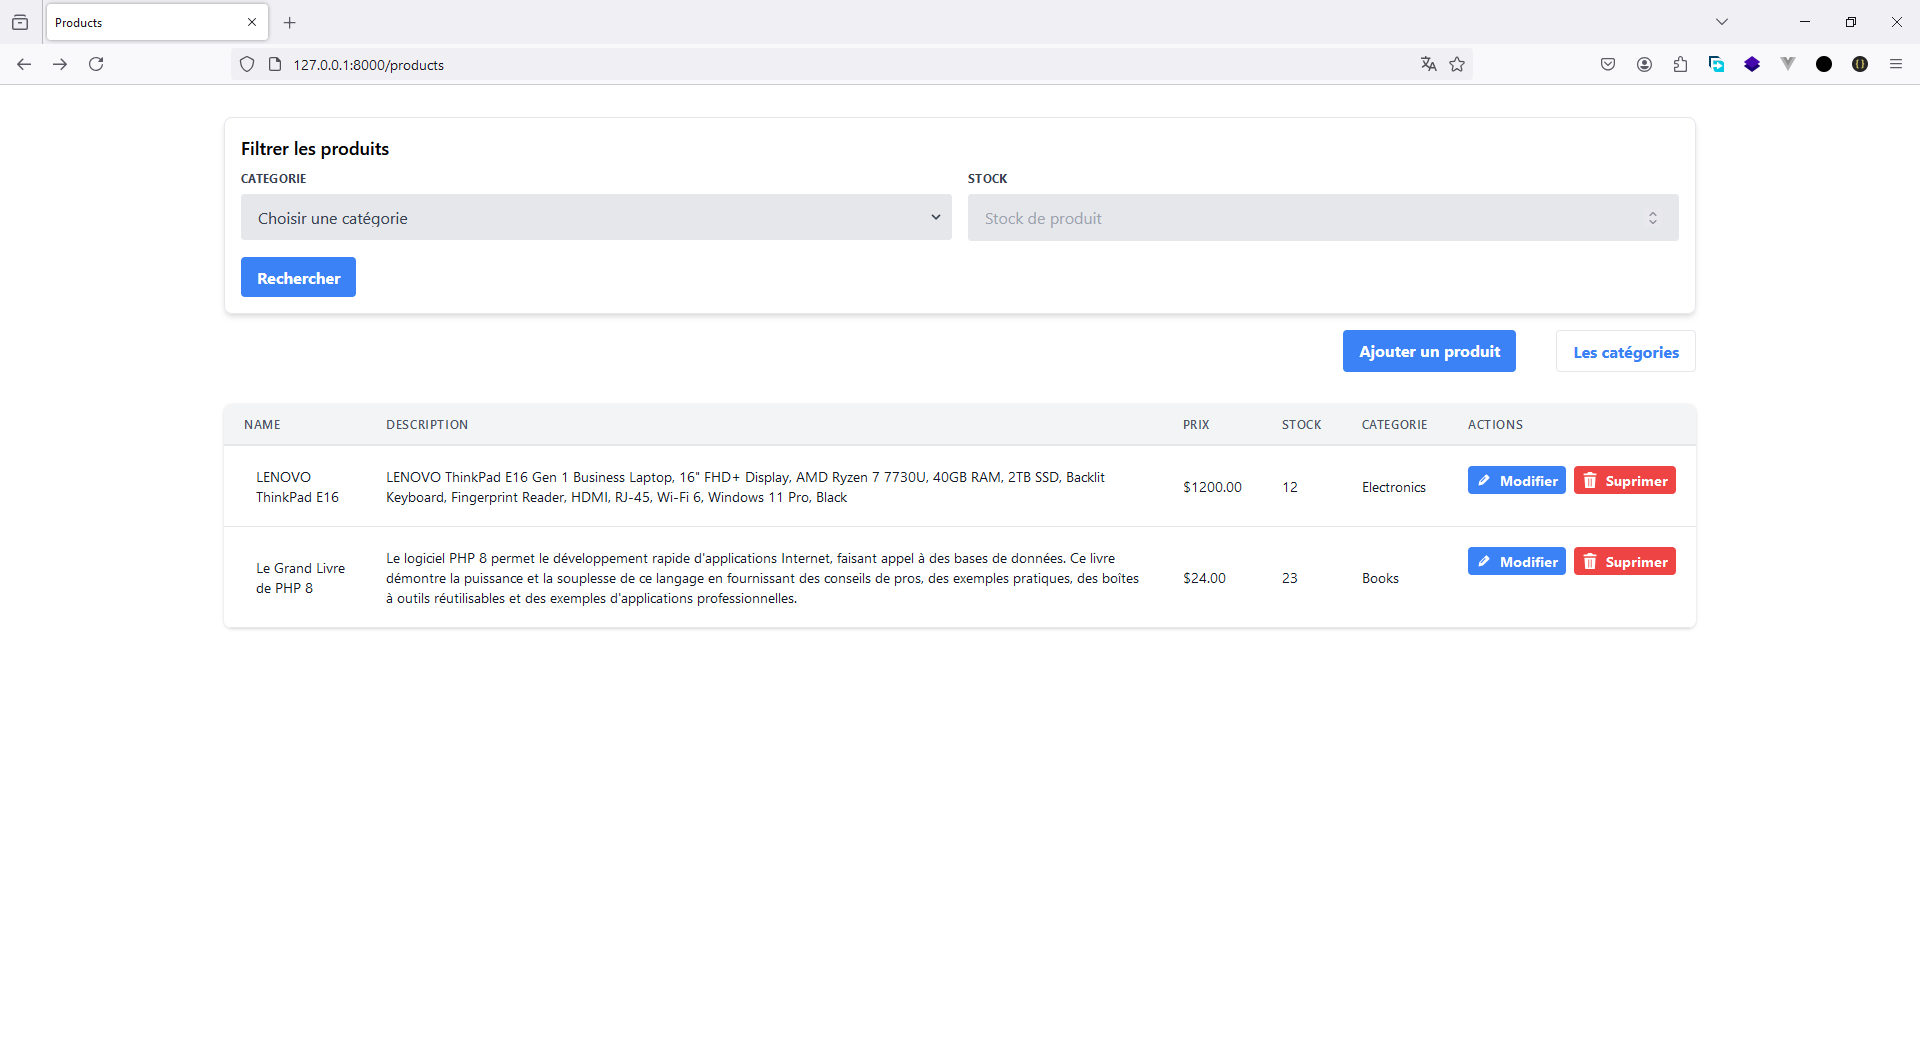 Products
127.0.0.1:8000/products
Filtrer les produits
CATEGORIE
STOCK
Choisir une catégorie
Stock de produit
Rechercher
Ajouter un produit
Les catégories
NAME DESCRIPTION PRIX STOCK CATEGORIE ACTIONS
LENOVO
ThinkPad E16
LENOVO ThinkPad E16 Gen 1 Business Laptop, 16" FHD+ Display, AMD Ryzen 7 7730U, 40GB RAM, 2TB SSD, Backlit
Keyboard, Fingerprint Reader, HDMI, RJ-45, Wi-Fi 6, Windows 11 Pro, Black
$1200.00
12
Electronics
Modifier
Suprimer
Le Grand Livre
de PHP 8
Le logiciel PHP 8 permet le développement rapide d'applications Internet, faisant appel à des bases de données. Ce livre
démontre la puissance et la souplesse de ce langage en fournissant des conseils de pros, des exemples pratiques, des boîtes
à outils réutilisables et des exemples d'applications professionnelles.
$24.00
23
Books
Modifier
Suprimer